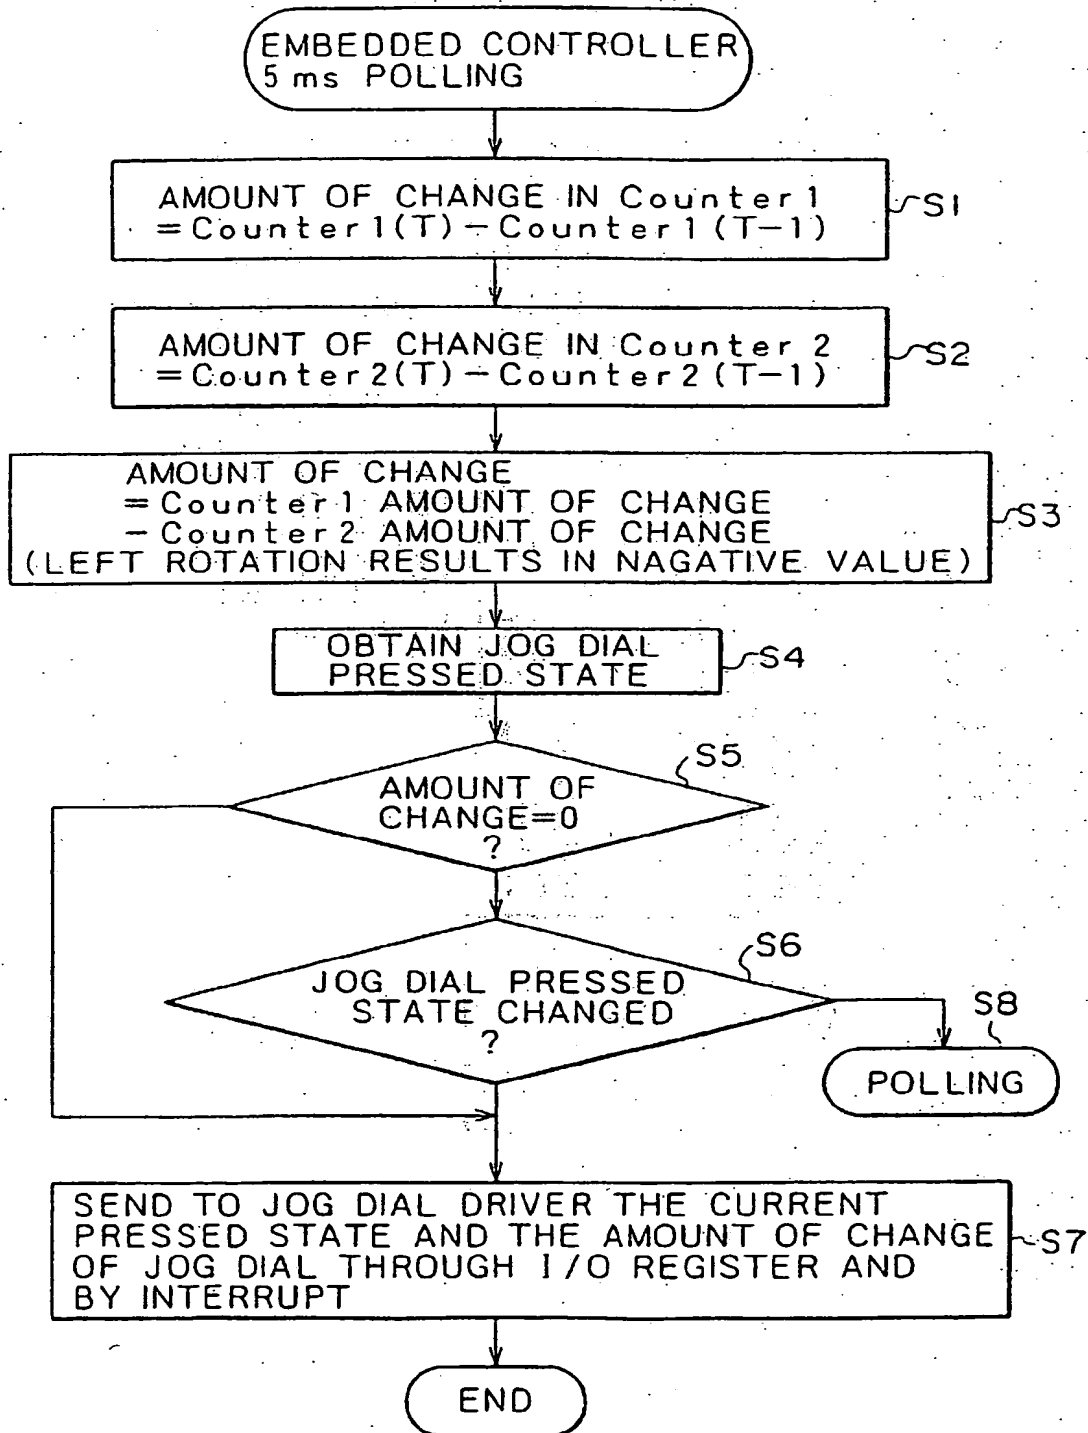 EMBEDDED CONTROLLER
5 ms POLLING
AMOUNT OF CHANGE IN Counter 1
=Counter 1(T)-Counter 1 (T-1)
S1
AMOUNT OF CHANGE IN Counter 2
=Counter 2(T)-Counter 2 (T-1)
S2
AMOUNT OF CHANGE
=Counter 1 AMOUNT OF CHANGE
-Counter 2 AMOUNT OF CHANGE
(LEFT ROTATION RESULTS IN NAGATIVE VALUE)
S3
OBTAIN JOG DIAL
PRESSED STATE
S4
S5
AMOUNT OF
CHANGE=0
?
S6
JOG DIAL PRESSED
STATE CHANGED
?
S8
POLLING
SEND TO JOG DIAL DRIVER THE CURRENT
PRESSED STATE AND THE AMOUNT OF CHANGE
OF JOG DIAL THROUGH I/O REGISTER AND
BY INTERRUPT
S7
END